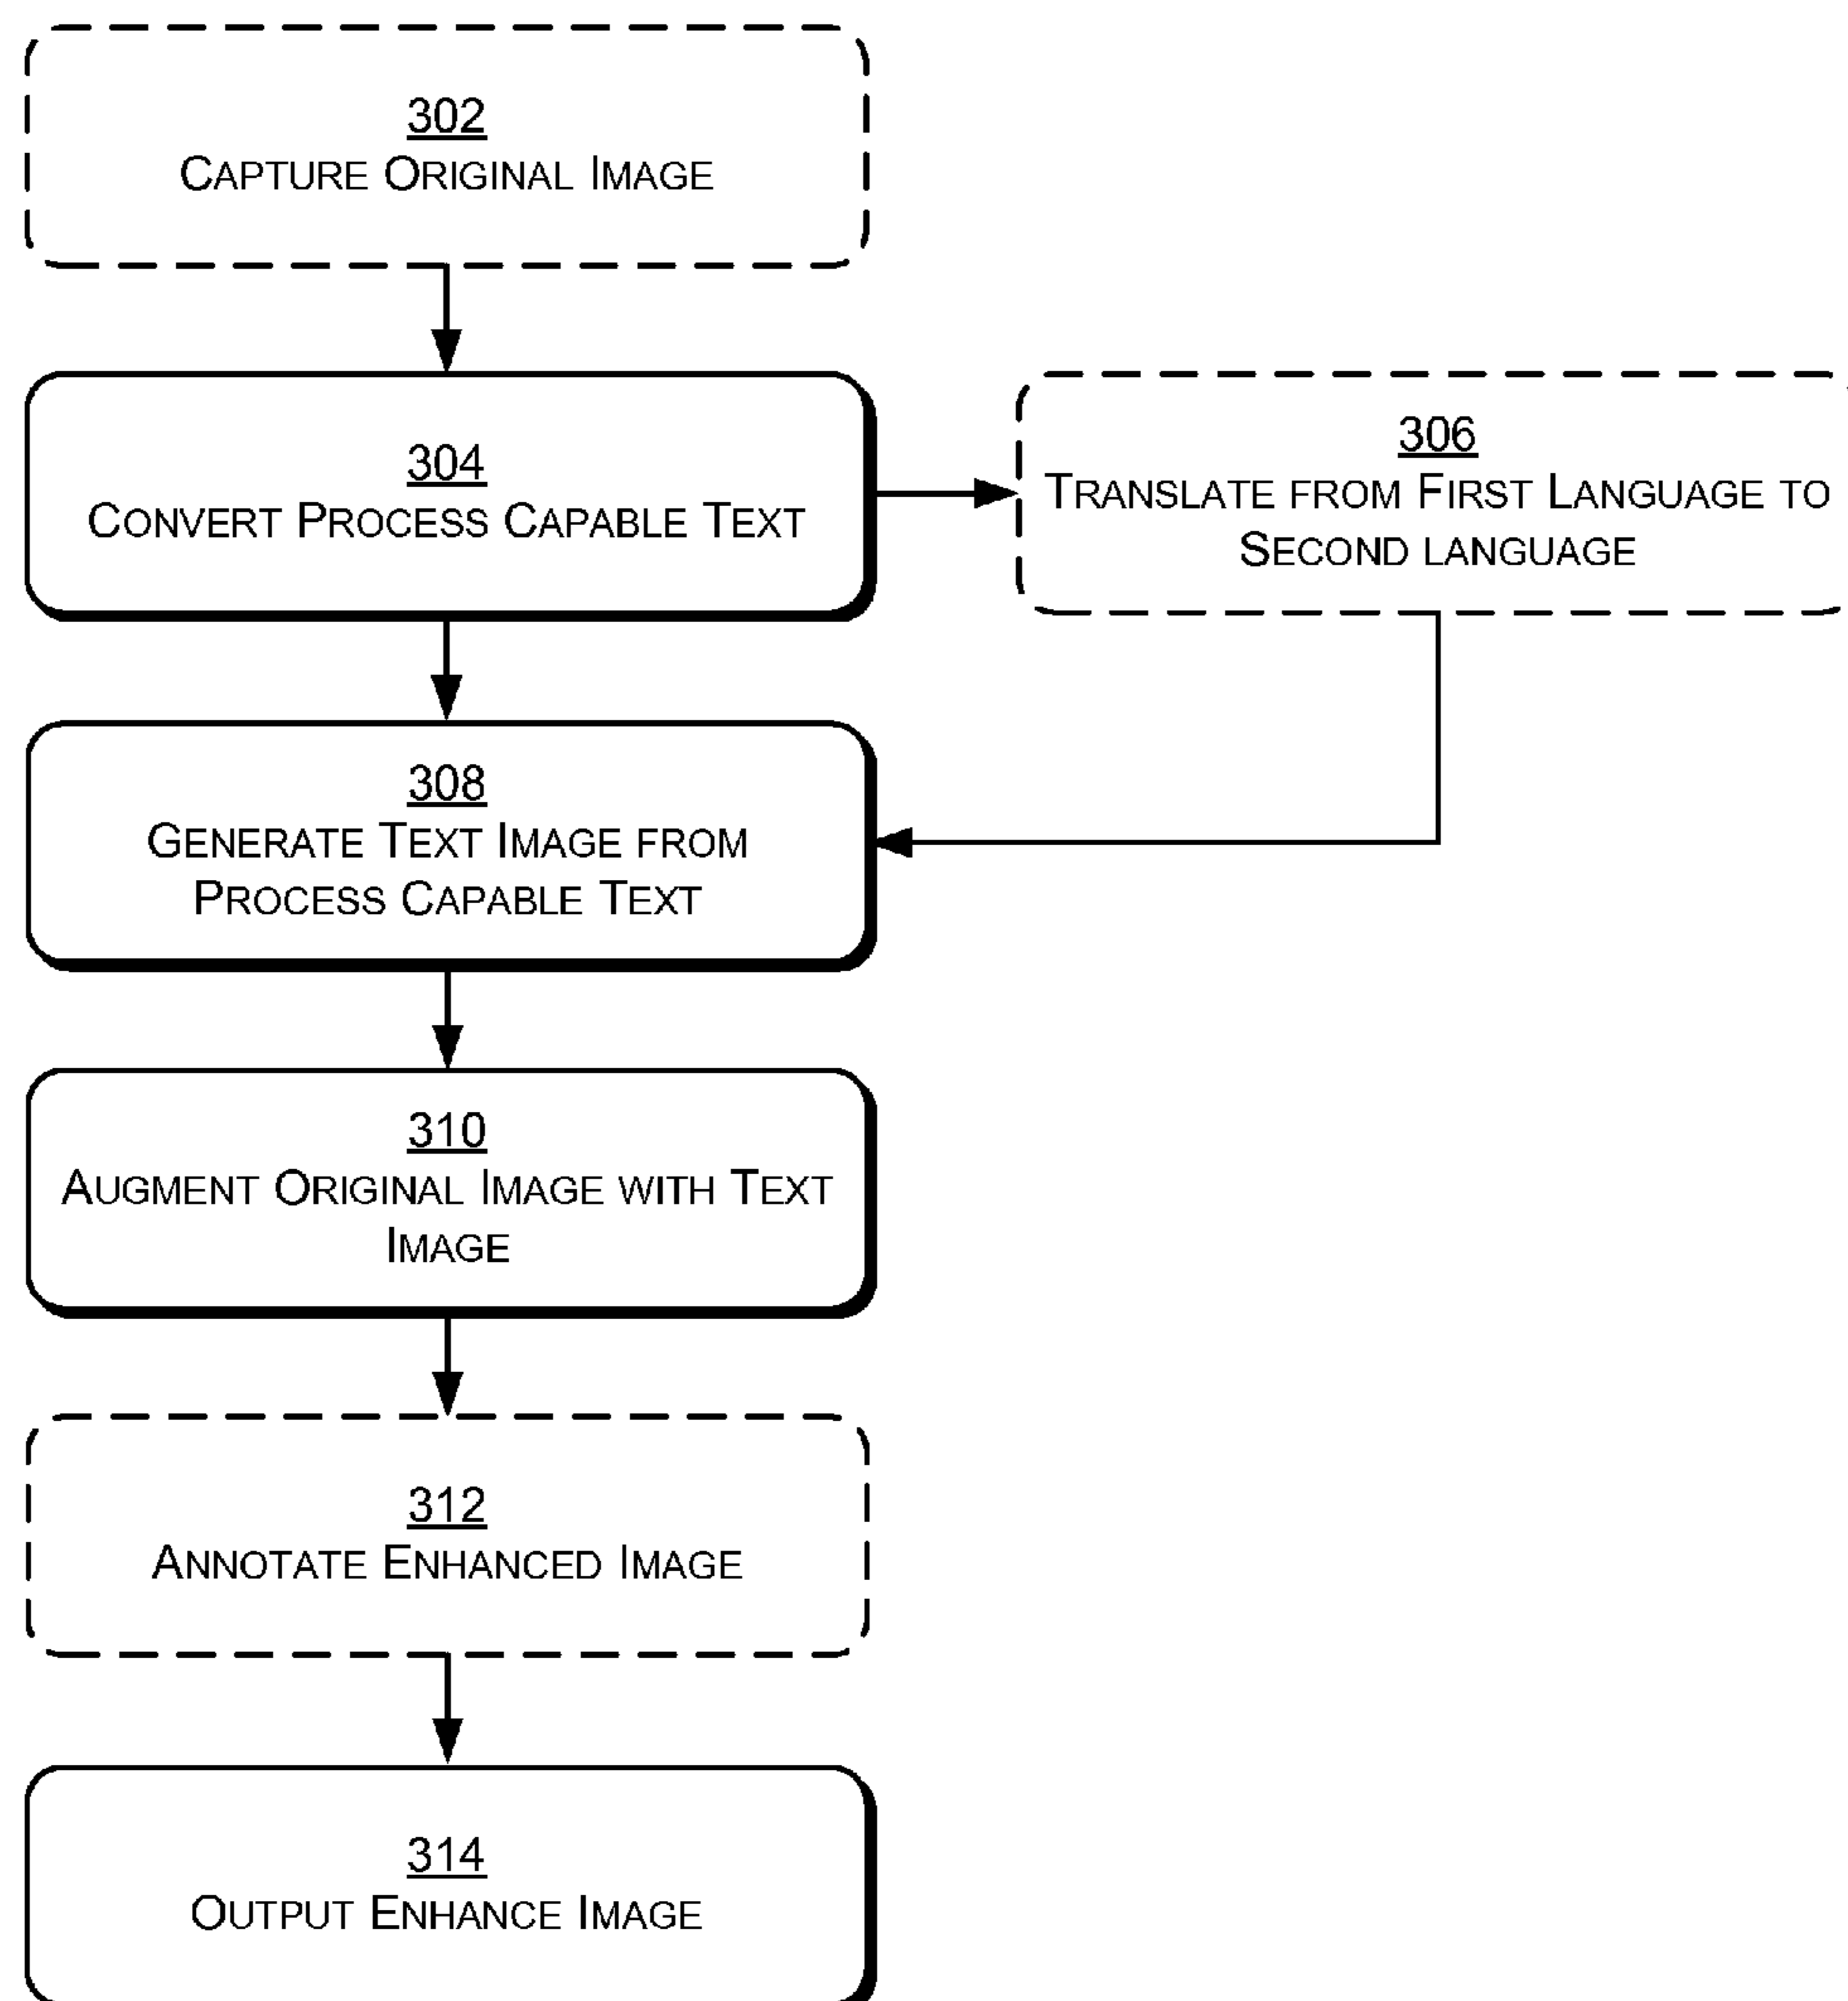 302
CAPTURE ORIGINAL IMAGE
304
CONVERT PROCESS CAPABLE TEXT
306
TRANSLATE FROM FIRST LANGUAGE TO
SECOND LANGUAGE
308
GENERATE TEXT IMAGE FROM
PROCESS CAPABLE TEXT
310
AUGMENT ORIGINAL IMAGE WITH TEXT
IMAGE
312
ANNOTATE ENHANCED IMAGE
314
OUTPUT ENHANCE IMAGE